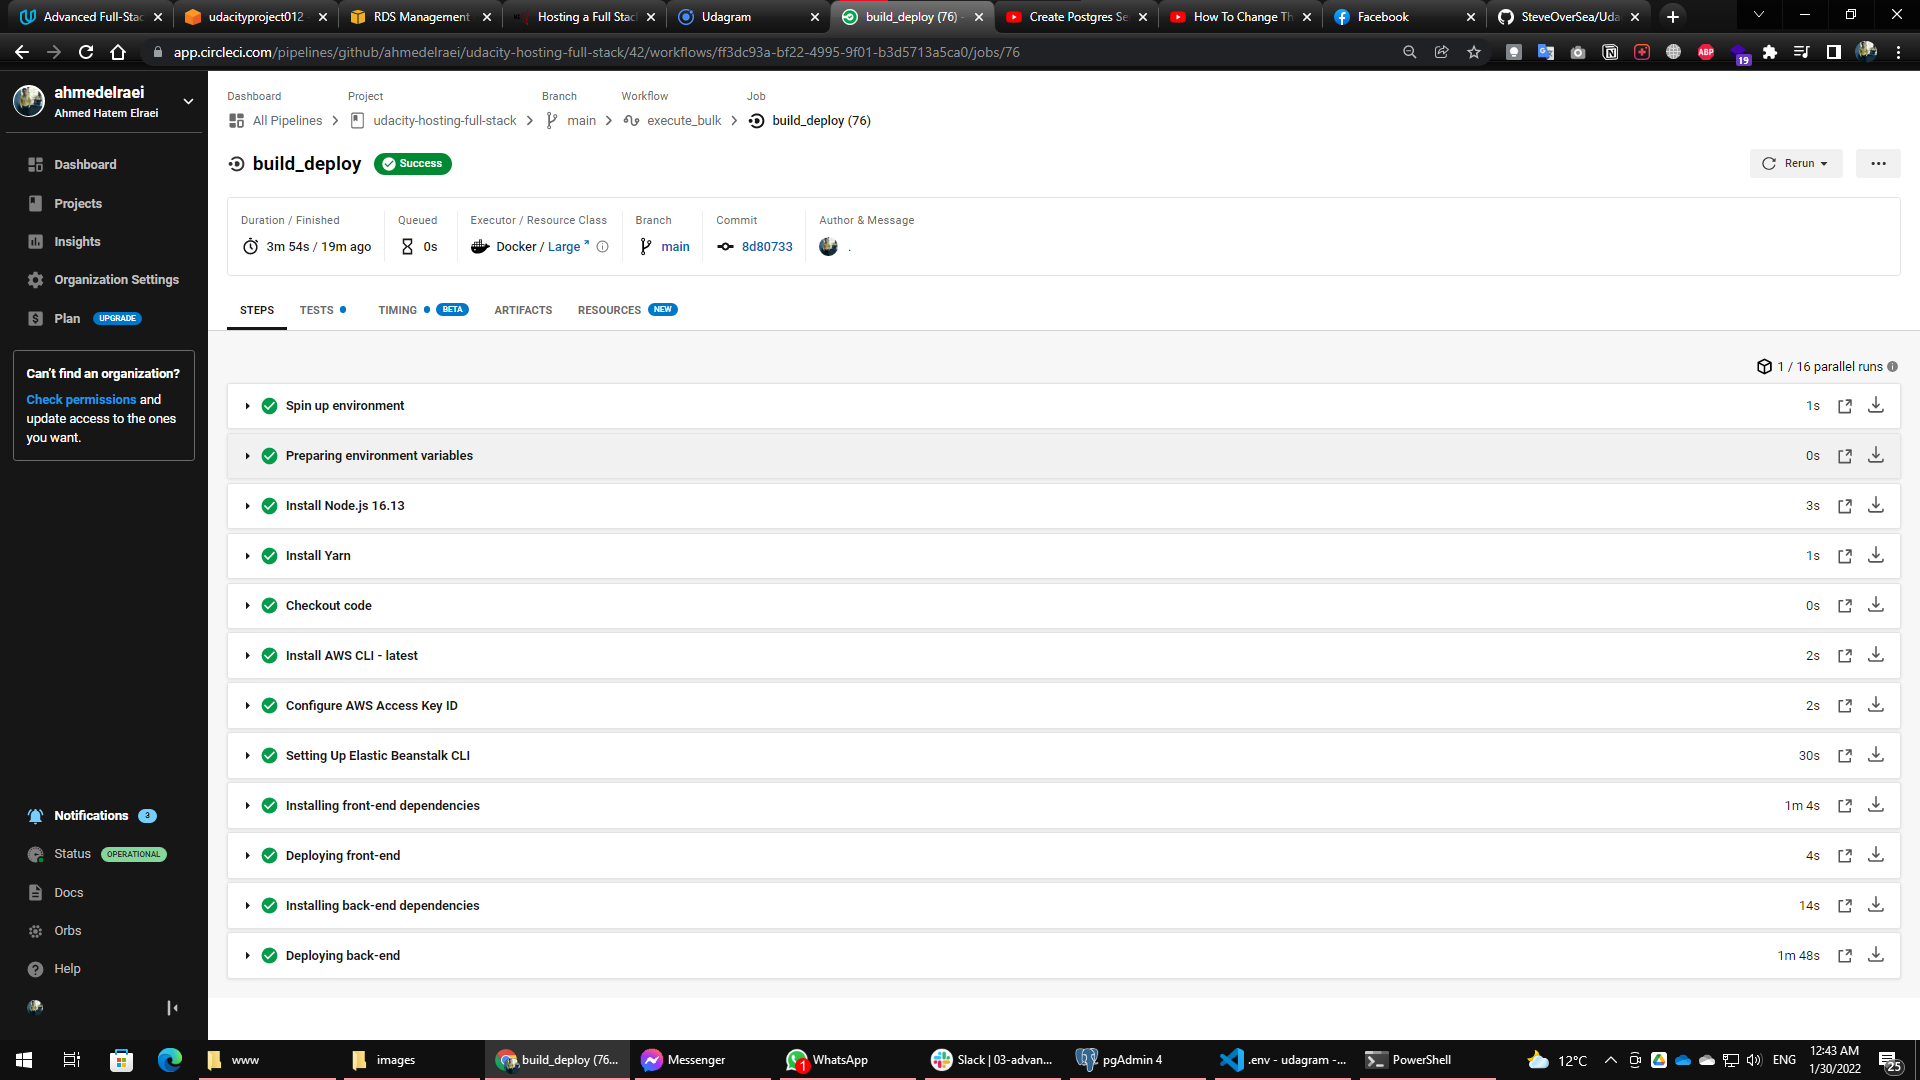 Advanced Full-Stac
udacityproject012 -
RDS Management
Hosting a Full Stac
Udagram
build_deploy (76) -
Create Postgres Se
How To Change Th
Facebook
SteveOverSea/Uda
app.circleci.com/pipelines/github/ahmedelraei/udacity-hosting-full-stack/42/workflows/ff3dc93a-bf22-4995-9f01-b3d5713a5ca0/jobs/76
ABP
19
ahmedelraei
Ahmed Hatem Elraei
Dashboard
Projects
Insights
Organization Settings
Plan UPGRADE
Can't find an organization?
Check permissions and
update access to the ones
you want.
Notifications 3
Status OPERATIONAL
Docs
Orbs
Help
Dashboard Project Branch Workflow Job
All Pipelines udacity-hosting-full-stack main execute_bulk build_deploy (76)
build_deploy Success
Rerun
Duration / Finished Queued Executor / Resource Class Branch Commit Author & Message
3m 54s / 19m ago 0s Docker / Large main 8d80733 .
STEPS TESTS TIMING BETA ARTIFACTS RESOURCES NEW
1 / 16 parallel runs
Spin up environment 1s
Preparing environment variables 0s
Install Node.js 16.13 3s
Install Yarn 1s
Checkout code 0s
Install AWS CLI - latest 2s
Configure AWS Access Key ID 2s
Setting Up Elastic Beanstalk CLI 30s
Installing front-end dependencies 1m 4s
Deploying front-end 4s
Installing back-end dependencies 14s
Deploying back-end 1m 48s
www
images
build_deploy (76...
Messenger
1
WhatsApp
Slack | 03-advan...
pgAdmin 4
.env - udagram -...
PowerShell
12°C
ENG
12:43 AM
1/30/2022
25